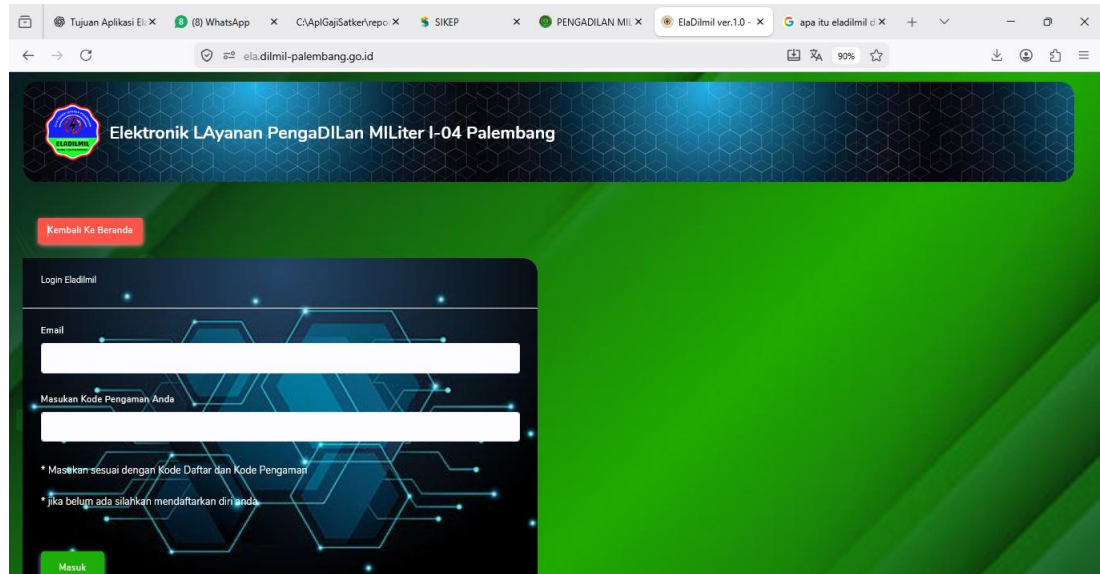 Tujuan Aplikasi El
(8) WhatsApp
C:\AplGajiSatker\repo
SIKEP
PENGADILAN MIL
ElaDilmil ver.1.0 -
apa itu eladilmil d
ela.dilmil-palembang.go.id
90%
ELADILMIL
Elektronik LAyanan PengaDILan MILiter I-04 Palembang
Kembali Ke Beranda
Login Eladilmil
Email
Masukan Kode Pengaman Anda
* Masukan sesuai dengan Kode Daftar dan Kode Pengaman
* jika belum ada silahkan mendaftarkan diri anda
Masuk